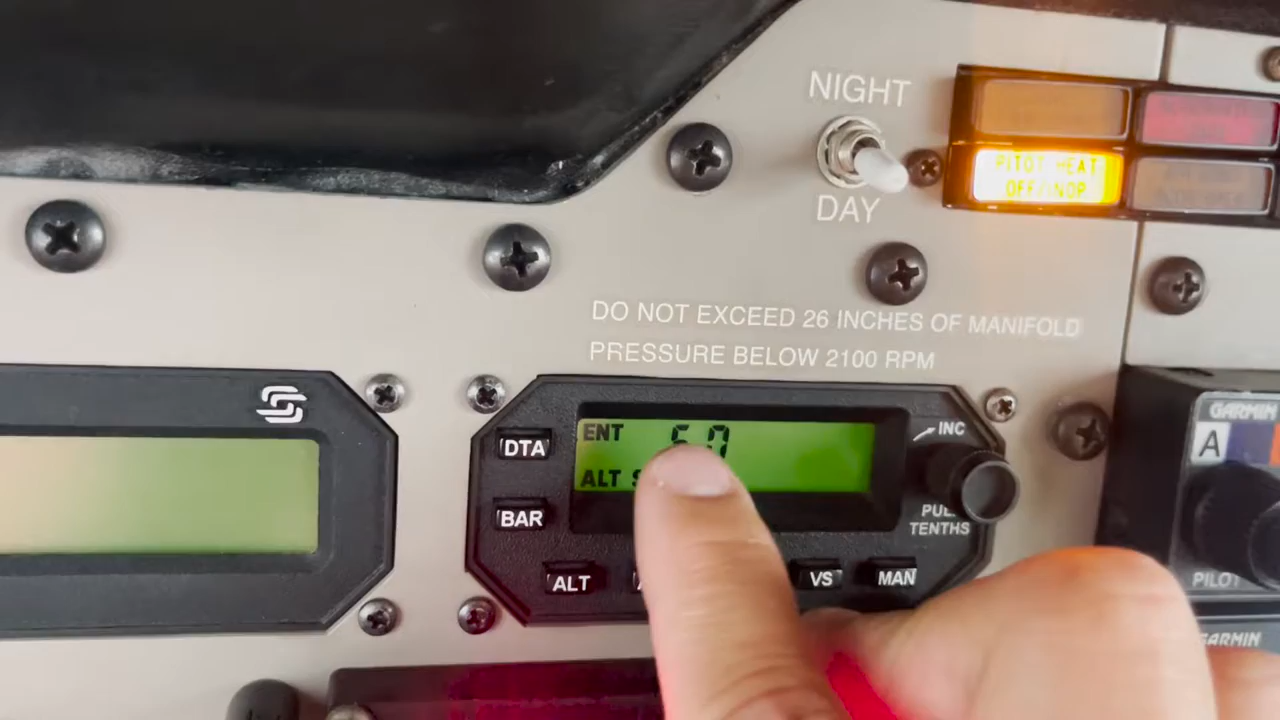 NIGHT
DAY
PITOT HEAT
OFF/INOP
DO NOT EXCEED 26 INCHES OF MANIFOLD
PRESSURE BELOW 2100 RPM
DTA
ENT
ALT
INC
BAR
PULL
TENTHS
ALT
VS
MAN
GARMIN
A
PILOT
GARMIN